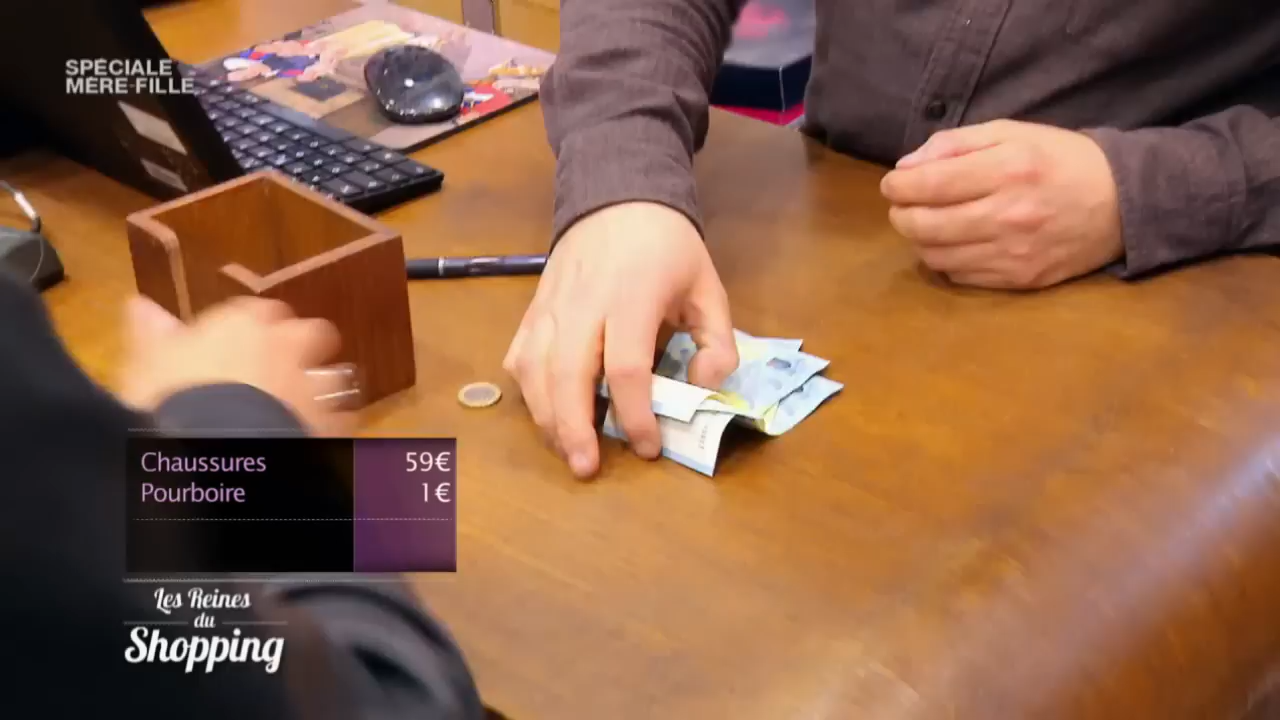 SPÉCIALE
MÈRE-FILLE
Chaussures 59€
Pourboire 1€
Les Reines
du
Shopping